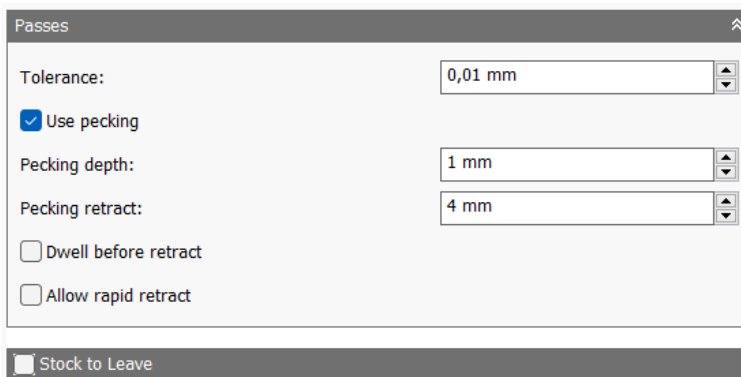 Passes
Tolerance: 0,01 mm
Use pecking
Pecking depth: 1 mm
Pecking retract: 4 mm
Dwell before retract
Allow rapid retract
Stock to Leave